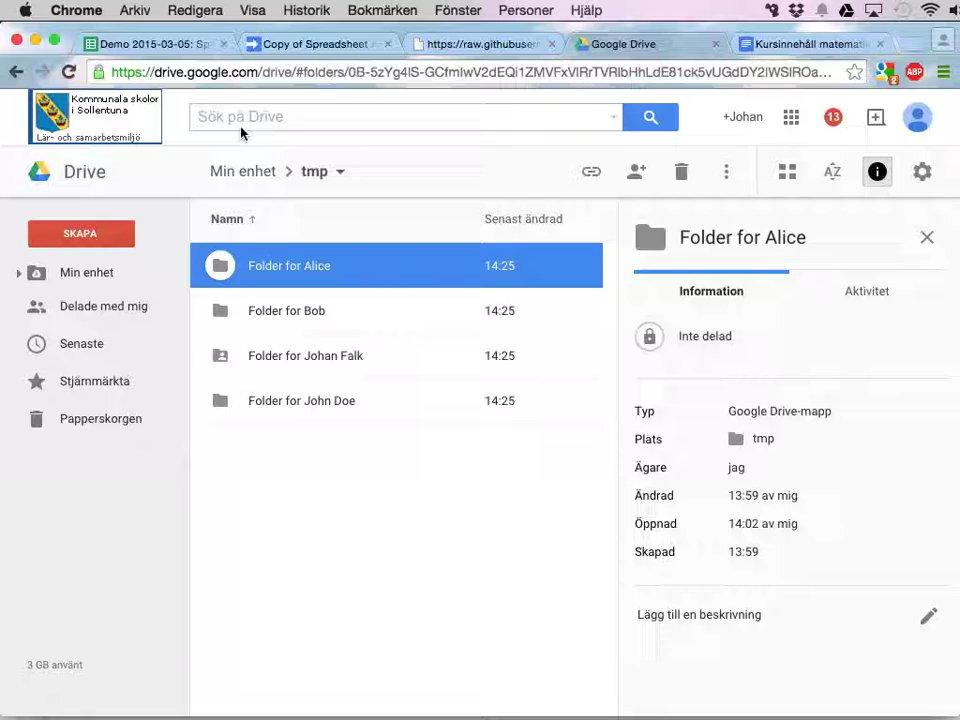 Chrome Arkiv Redigera Visa Historik Bokmärken Fönster Personer Hjälp
Demo 2015-03-05: Sp
Copy of Spreadsheet
https://raw.githubuser
Google Drive
Kursinnehåll matemati
https://drive.google.com/drive/#folders/0B-5zYg4lS-GCfmlwV2dEQi1ZMVFxVlRrTVRlbHhLdE81ck5vUGdDY2lWSlROa...
2
ABP
Kommunala skolor
i Sollentuna
Lär- och samarbetsmiljö
Sök på Drive
+Johan
13
Drive
Min enhet
tmp
AZ
SKAPA
Min enhet
Delade med mig
Senaste
Stjärnmärkta
Papperskorgen
3 GB använt
Namn
Senast ändrad
Folder for Alice 14:25
Folder for Bob 14:25
Folder for Johan Falk 14:25
Folder for John Doe 14:25
Folder for Alice
Information Aktivitet
Inte delad
Typ Google Drive-mapp
Plats tmp
Ägare jag
Ändrad 13:59 av mig
Öppnad 14:02 av mig
Skapad 13:59
Lägg till en beskrivning